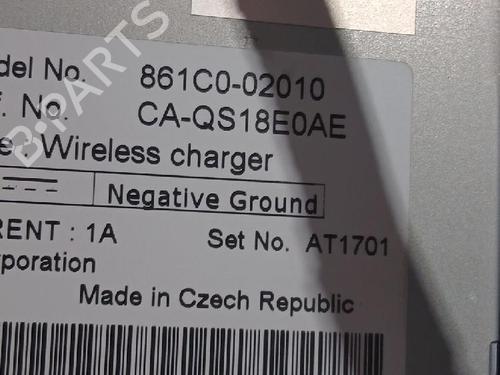 del No. 861C0-02010
f. No. CA-QS18E0AE
e : Wireless charger
Negative Ground
RENT : 1A Set No. AT1701
rporation
Made in Czech Republic
B-PARTS